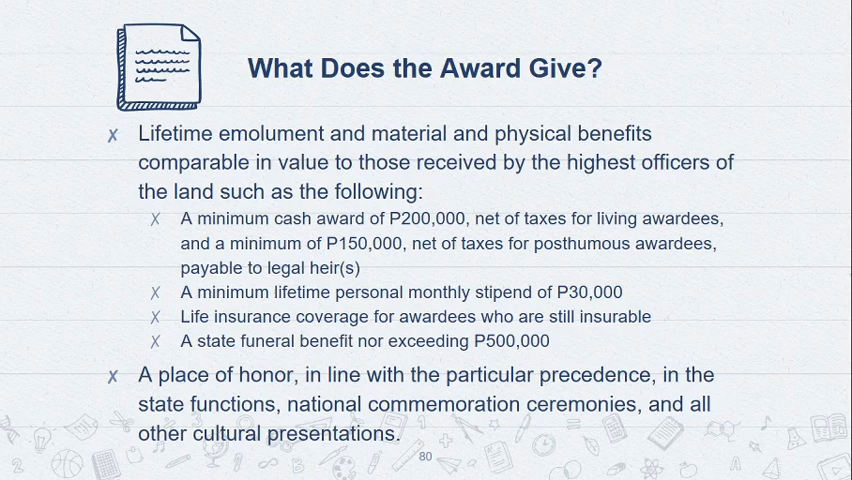 What Does the Award Give?
✗ Lifetime emolument and material and physical benefits
comparable in value to those received by the highest officers of
the land such as the following:
✗ A minimum cash award of P200,000, net of taxes for living awardees,
and a minimum of P150,000, net of taxes for posthumous awardees,
payable to legal heir(s)
✗ A minimum lifetime personal monthly stipend of P30,000
✗ Life insurance coverage for awardees who are still insurable
✗ A state funeral benefit nor exceeding P500,000
✗ A place of honor, in line with the particular precedence, in the
state functions, national commemoration ceremonies, and all
other cultural presentations.
80